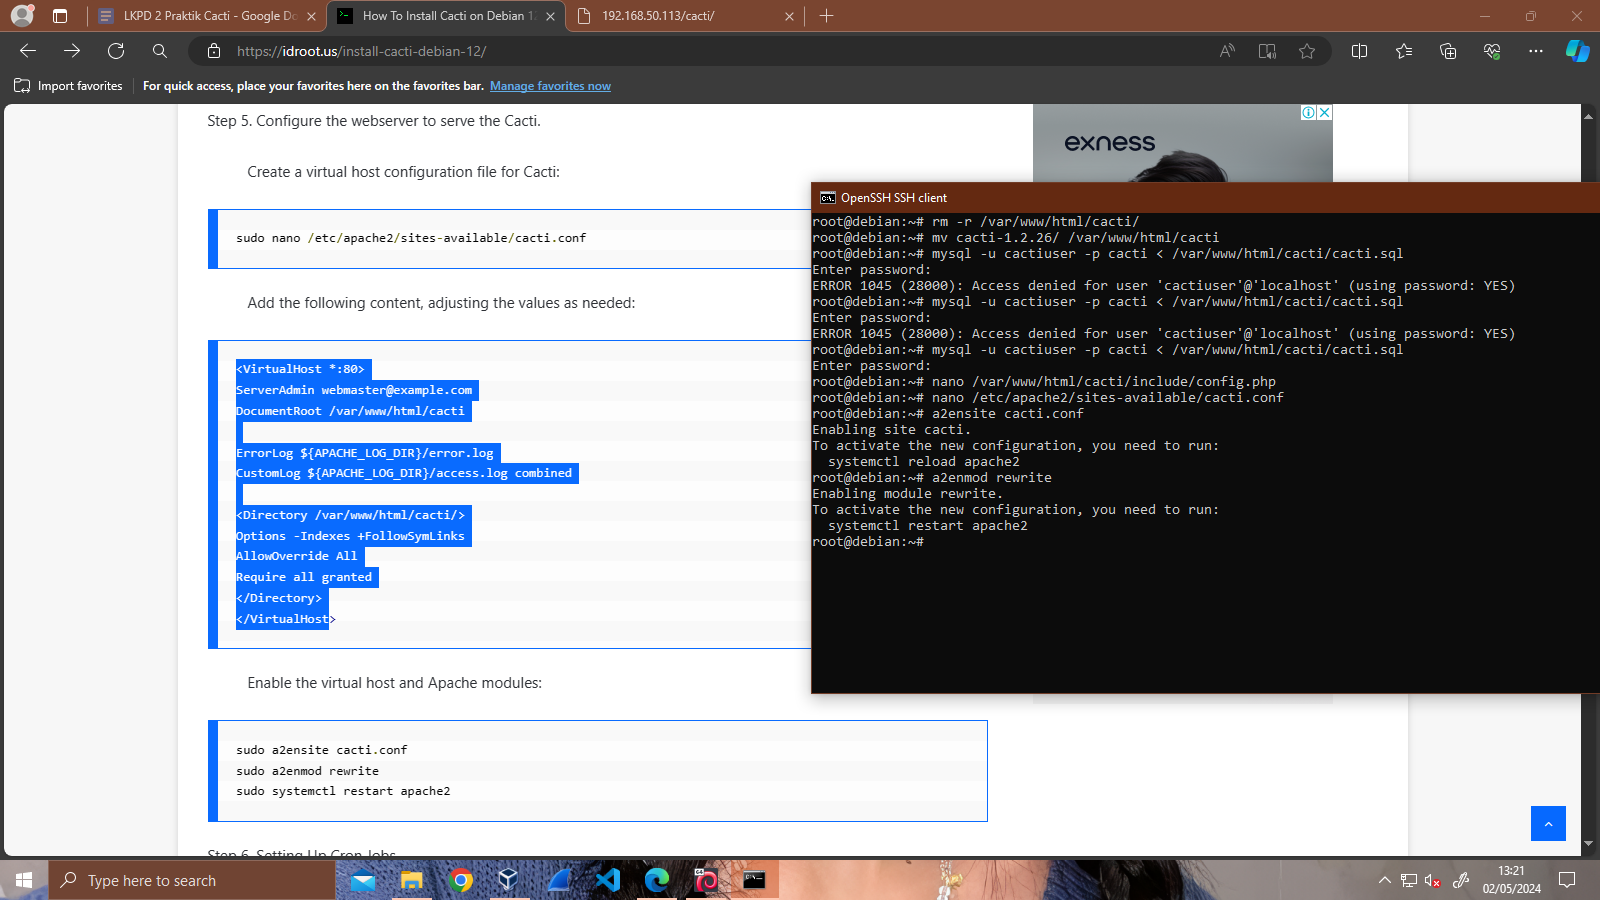 LKPD 2 Praktik Cacti - Google Do
How To Install Cacti on Debian 12
192.168.50.113/cacti/
https://idroot.us/install-cacti-debian-12/
Import favorites
For quick access, place your favorites here on the favorites bar. Manage favorites now
Step 5. Configure the webserver to serve the Cacti.
Create a virtual host configuration file for Cacti:
sudo nano /etc/apache2/sites-available/cacti.conf
Add the following content, adjusting the values as needed:
<VirtualHost *:80>
ServerAdmin webmaster@example.com
DocumentRoot /var/www/html/cacti
ErrorLog ${APACHE_LOG_DIR}/error.log
CustomLog ${APACHE_LOG_DIR}/access.log combined
<Directory /var/www/html/cacti/>
Options -Indexes +FollowSymLinks
AllowOverride All
Require all granted
</Directory>
</VirtualHost>
Enable the virtual host and Apache modules:
sudo a2ensite cacti.conf
sudo a2enmod rewrite
sudo systemctl restart apache2
Step 6. Setting Up Cron Jobs
exness
OpenSSH SSH client
root@debian:~# rm -r /var/www/html/cacti/
root@debian:~# mv cacti-1.2.26/ /var/www/html/cacti
root@debian:~# mysql -u cactiuser -p cacti < /var/www/html/cacti/cacti.sql
Enter password:
ERROR 1045 (28000): Access denied for user 'cactiuser'@'localhost' (using password: YES)
root@debian:~# mysql -u cactiuser -p cacti < /var/www/html/cacti/cacti.sql
Enter password:
ERROR 1045 (28000): Access denied for user 'cactiuser'@'localhost' (using password: YES)
root@debian:~# mysql -u cactiuser -p cacti < /var/www/html/cacti/cacti.sql
Enter password:
root@debian:~# nano /var/www/html/cacti/include/config.php
root@debian:~# nano /etc/apache2/sites-available/cacti.conf
root@debian:~# a2ensite cacti.conf
Enabling site cacti.
To activate the new configuration, you need to run:
  systemctl reload apache2
root@debian:~# a2enmod rewrite
Enabling module rewrite.
To activate the new configuration, you need to run:
  systemctl restart apache2
root@debian:~#
Type here to search
13:21
02/05/2024